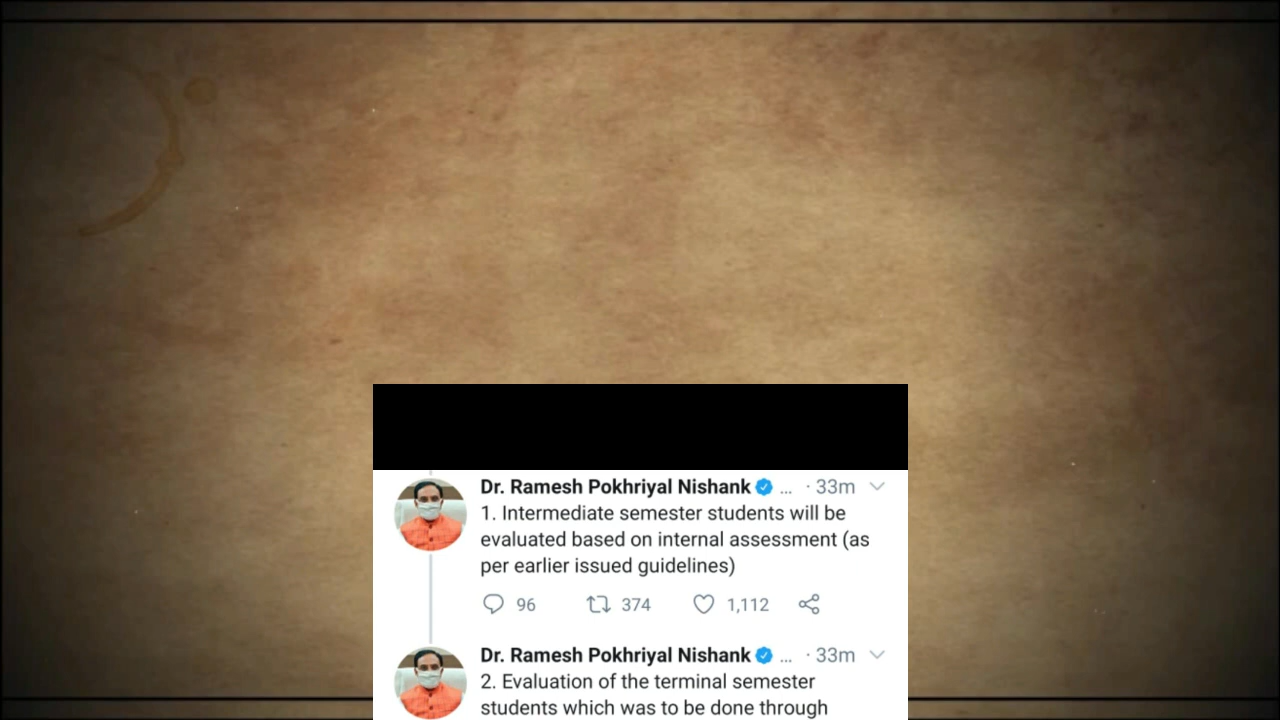 Dr. Ramesh Pokhriyal Nishank ... · 33m
1. Intermediate semester students will be
evaluated based on internal assessment (as
per earlier issued guidelines)
96 374 1,112
Dr. Ramesh Pokhriyal Nishank ... · 33m
2. Evaluation of the terminal semester
students which was to be done through